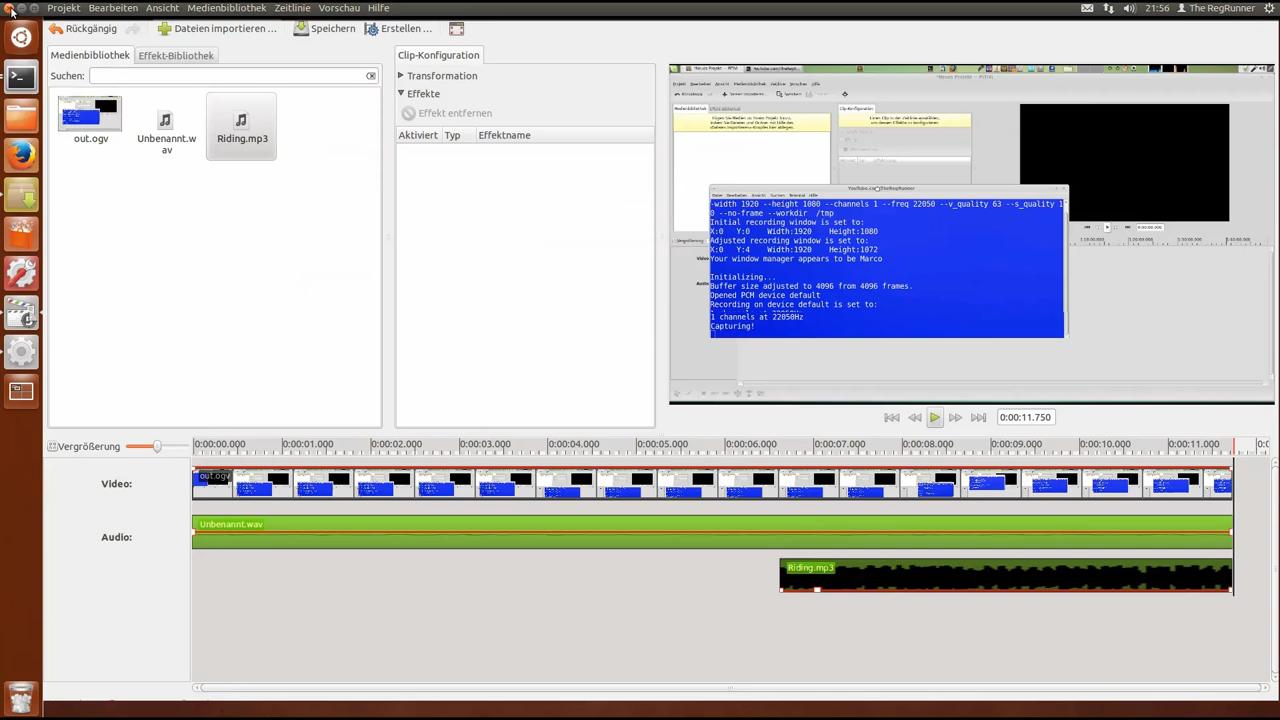 Projekt Bearbeiten Ansicht Medienbibliothek Zeitlinie Vorschau Hilfe 21:56 The RegRunner
Rückgängig Dateien importieren ... Speichern Erstellen ...
Medienbibliothek Effekt-Bibliothek Clip-Konfiguration
Suchen: Transformation
Effekte
Effekt entfernen
Aktiviert Typ Effektname
out.ogv Unbenannt.w Riding.mp3
av
YouTube.com/TheRegRunner
-width 1920 --height 1080 --channels 1 --freq 22050 --v_quality 63 --s_quality 1
0 --no-frame --workdir /tmp
Initial recording window is set to:
X:0 Y:0 Width:1920 Height:1080
Adjusted recording window is set to:
X:0 Y:4 Width:1920 Height:1072
Your window manager appears to be Marco
Initializing...
Buffer size adjusted to 4096 from 4096 frames.
Opened PCM device default
Recording on device default is set to:
1 channels at 22050Hz
Capturing!
0:00:11.750
Vergrößerung 0:00:00.000 0:00:01.000 0:00:02.000 0:00:03.000 0:00:04.000 0:00:05.000 0:00:06.000 0:00:07.000 0:00:08.000 0:00:09.000 0:00:10.000 0:00:11.000
Video: out.ogv
Unbenannt.wav
Audio:
Riding.mp3